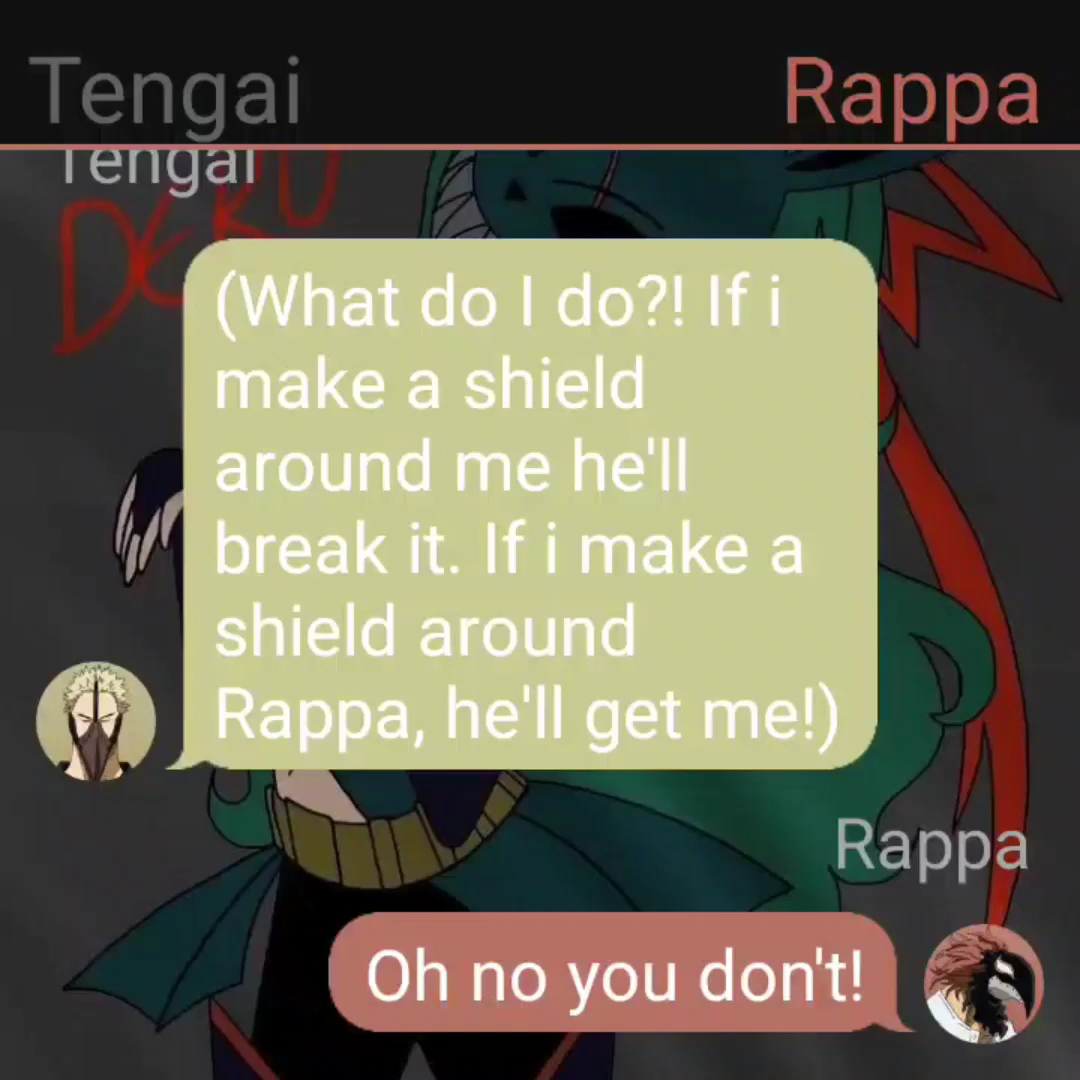 Tengai Rappa
Tengai
DEKU
(What do I do?! If i
make a shield
around me he'll
break it. If i make a
shield around
Rappa, he'll get me!)
Rappa
Oh no you don't!